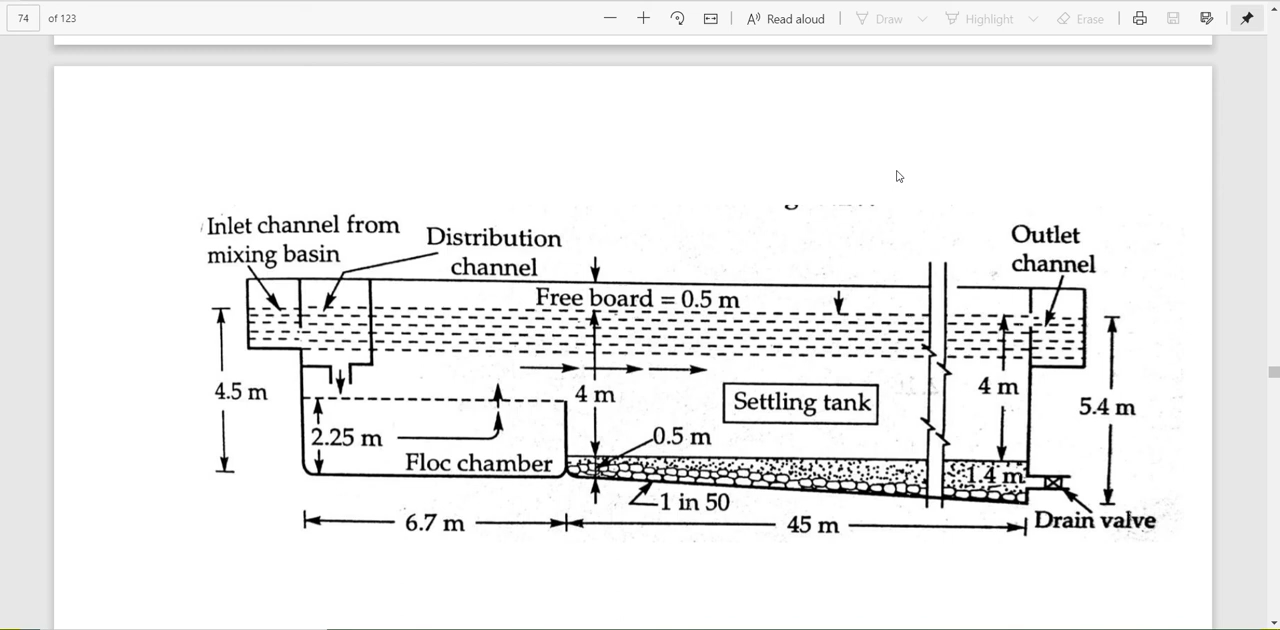 74 of 123
Read aloud
Draw
Highlight
Erase
Inlet channel from
mixing basin
Distribution
channel
Outlet
channel
Free board = 0.5 m
4.5 m
4 m
Settling tank
4 m
5.4 m
2.25 m
0.5 m
Floc chamber
1.4 m
1 in 50
6.7 m
45 m
Drain valve